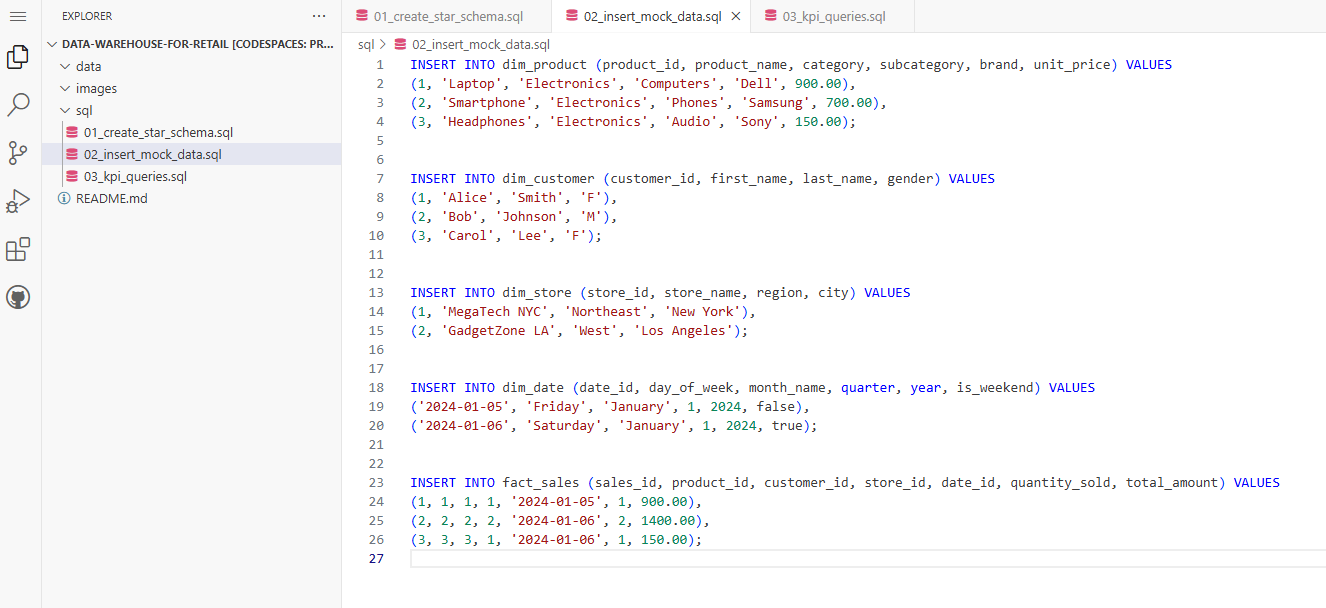 EXPLORER
...
DATA-WAREHOUSE-FOR-RETAIL [CODESPACES: PR...
data
images
sql
01_create_star_schema.sql
02_insert_mock_data.sql
03_kpi_queries.sql
README.md
01_create_star_schema.sql
02_insert_mock_data.sql
03_kpi_queries.sql
sql > 02_insert_mock_data.sql
1 INSERT INTO dim_product (product_id, product_name, category, subcategory, brand, unit_price) VALUES
2 (1, 'Laptop', 'Electronics', 'Computers', 'Dell', 900.00),
3 (2, 'Smartphone', 'Electronics', 'Phones', 'Samsung', 700.00),
4 (3, 'Headphones', 'Electronics', 'Audio', 'Sony', 150.00);
5
6
7 INSERT INTO dim_customer (customer_id, first_name, last_name, gender) VALUES
8 (1, 'Alice', 'Smith', 'F'),
9 (2, 'Bob', 'Johnson', 'M'),
10 (3, 'Carol', 'Lee', 'F');
11
12
13 INSERT INTO dim_store (store_id, store_name, region, city) VALUES
14 (1, 'MegaTech NYC', 'Northeast', 'New York'),
15 (2, 'GadgetZone LA', 'West', 'Los Angeles');
16
17
18 INSERT INTO dim_date (date_id, day_of_week, month_name, quarter, year, is_weekend) VALUES
19 ('2024-01-05', 'Friday', 'January', 1, 2024, false),
20 ('2024-01-06', 'Saturday', 'January', 1, 2024, true);
21
22
23 INSERT INTO fact_sales (sales_id, product_id, customer_id, store_id, date_id, quantity_sold, total_amount) VALUES
24 (1, 1, 1, 1, '2024-01-05', 1, 900.00),
25 (2, 2, 2, 2, '2024-01-06', 2, 1400.00),
26 (3, 3, 3, 1, '2024-01-06', 1, 150.00);
27